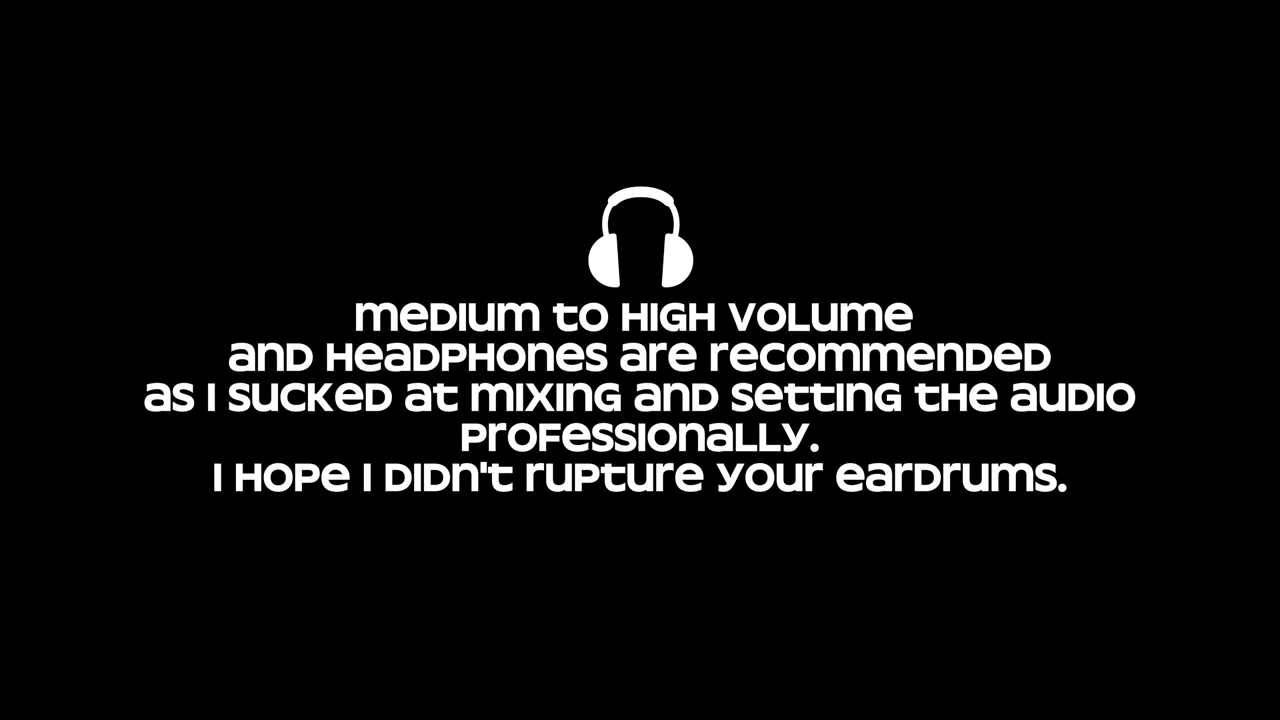 medium to high volume
and headphones are recommended
as I sucked at mixing and setting the audio
professionally.
I hope I didn't rupture your eardrums.